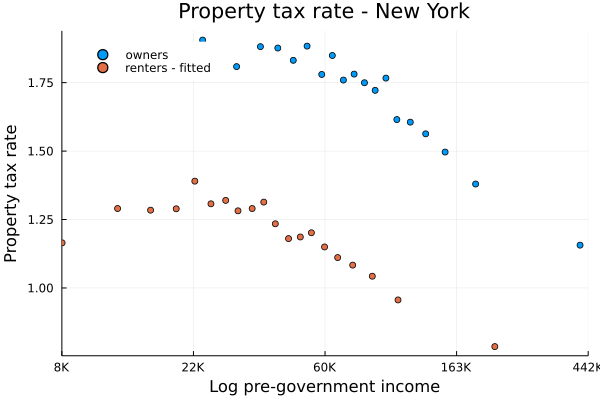 Property tax rate - New York
owners
renters - fitted
1.75
1.50
1.25
1.00
Property tax rate
8K 22K 60K 163K 442K
Log pre-government income